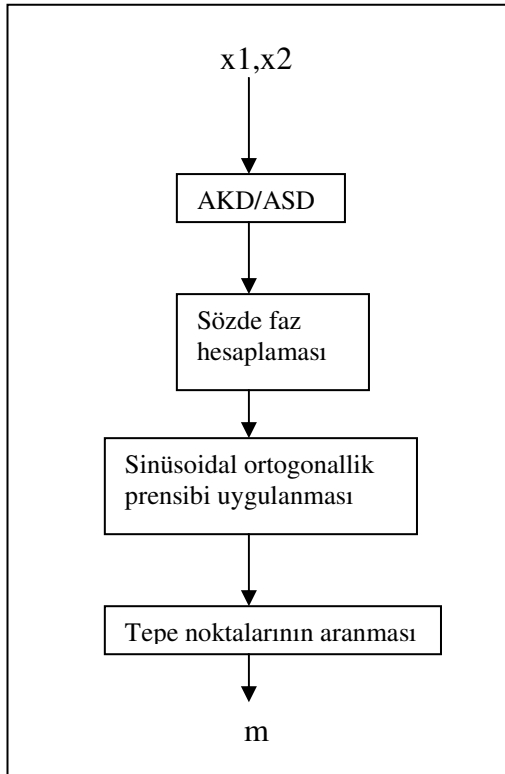 x1,x2
AKD/ASD
Sözde faz
hesaplaması
Sinüsoidal ortogonallik
prensibi uygulanması
Tepe noktalarının aranması
m